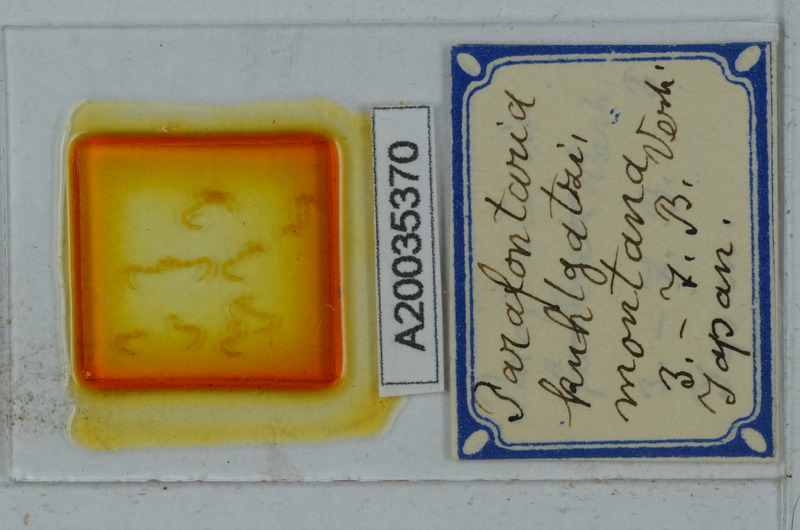 A20035370
Parafontaria
kuhlgatzi,
montana Verh.
3.-7. B.
Japan.